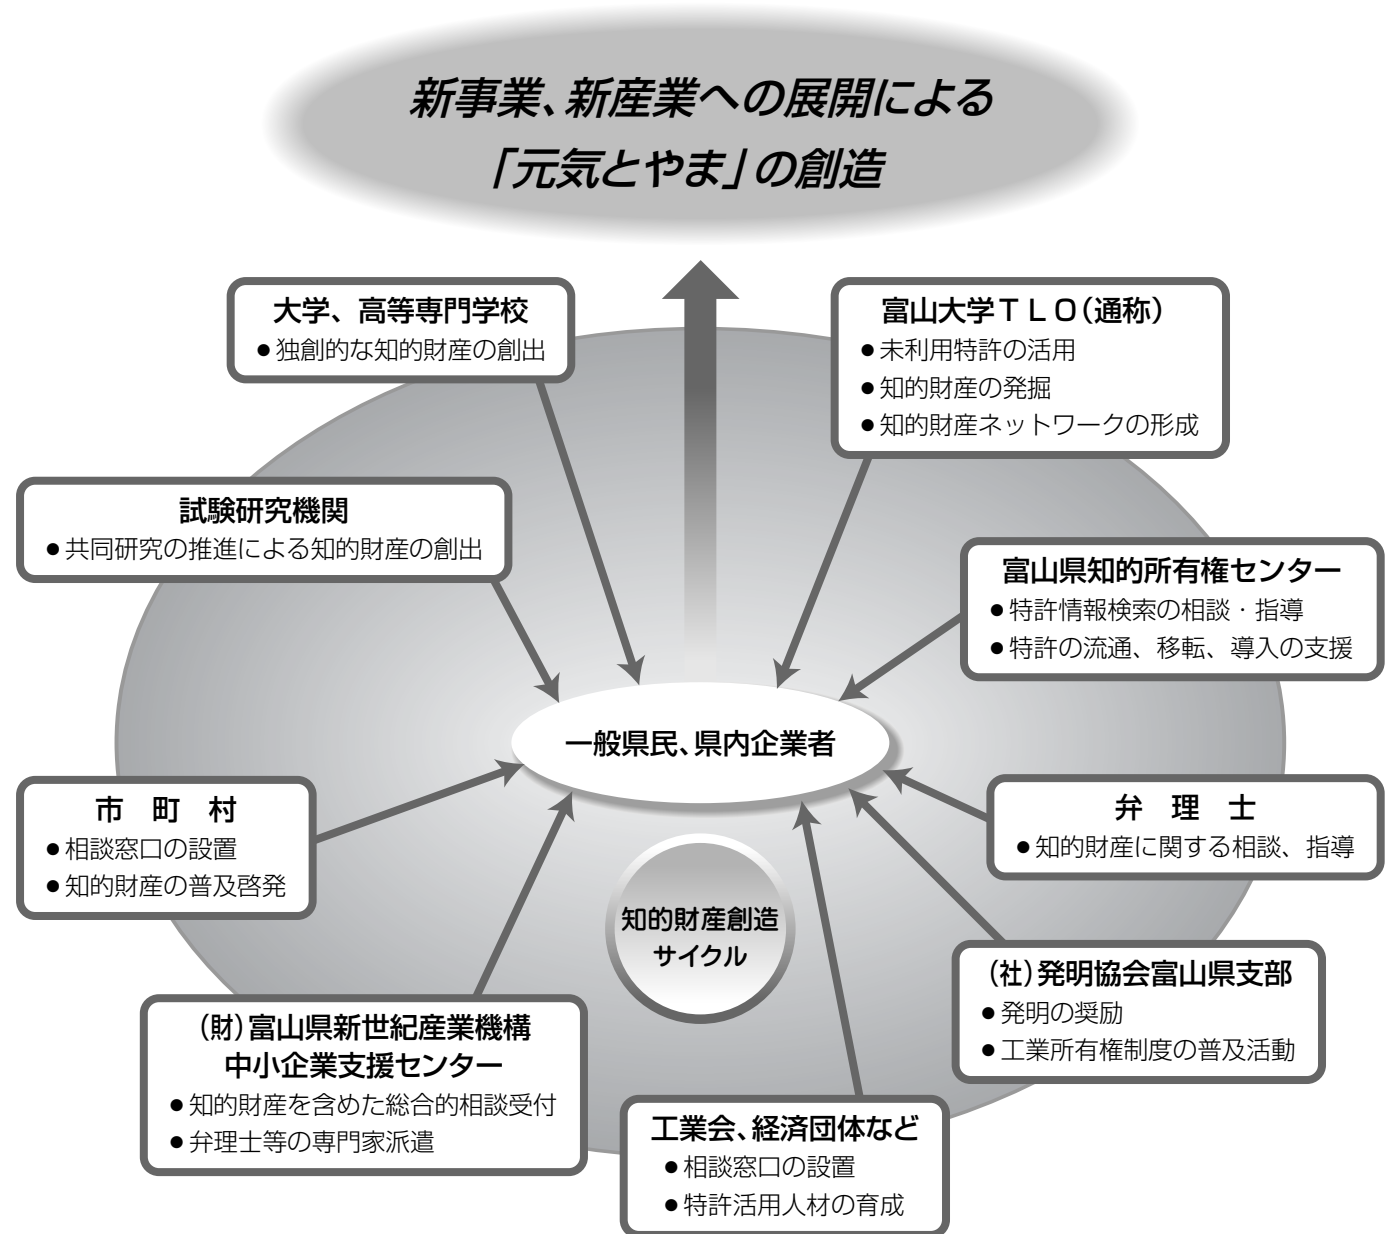 新事業、新産業への展開による
「元気とやま」の創造
大学、高等専門学校
●独創的な知的財産の創出
富山大学ＴＬＯ（通称）
●未利用特許の活用
●知的財産の発掘
●知的財産ネットワークの形成
試験研究機関
●共同研究の推進による知的財産の創出
富山県知的所有権センター
●特許情報検索の相談・指導
●特許の流通、移転、導入の支援
一般県民、県内企業者
市　町　村
●相談窓口の設置
●知的財産の普及啓発
弁　理　士
●知的財産に関する相談、指導
知的財産創造
サイクル
（社）発明協会富山県支部
●発明の奨励
●工業所有権制度の普及活動
（財）富山県新世紀産業機構
中小企業支援センター
●知的財産を含めた総合的相談受付
●弁理士等の専門家派遣
工業会、経済団体など
●相談窓口の設置
●特許活用人材の育成